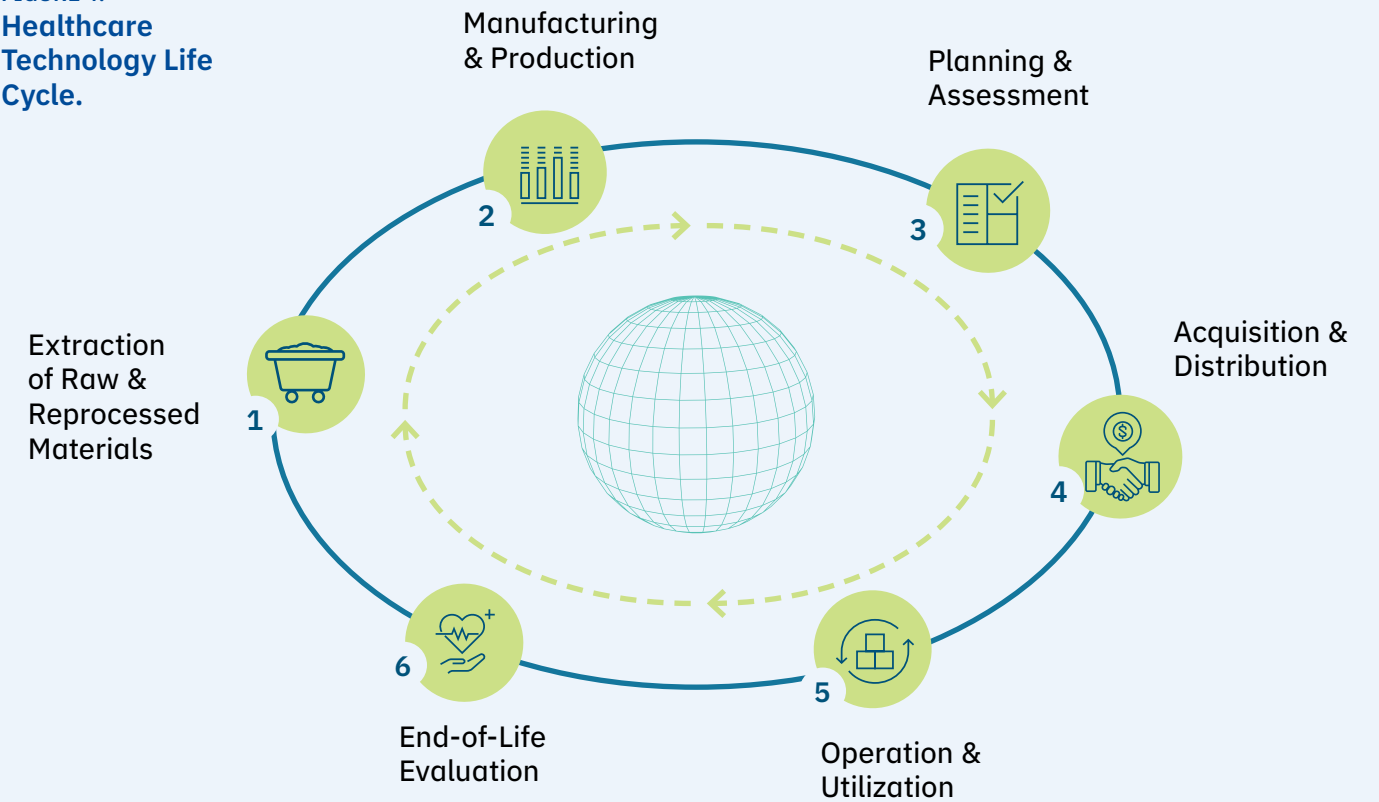 Healthcare
Technology Life
Cycle.
Manufacturing
& Production
Planning &
Assessment
2
3
Extraction
of Raw &
Reprocessed
Materials
1
Acquisition &
Distribution
$
4
6
5
End-of-Life
Evaluation
Operation &
Utilization